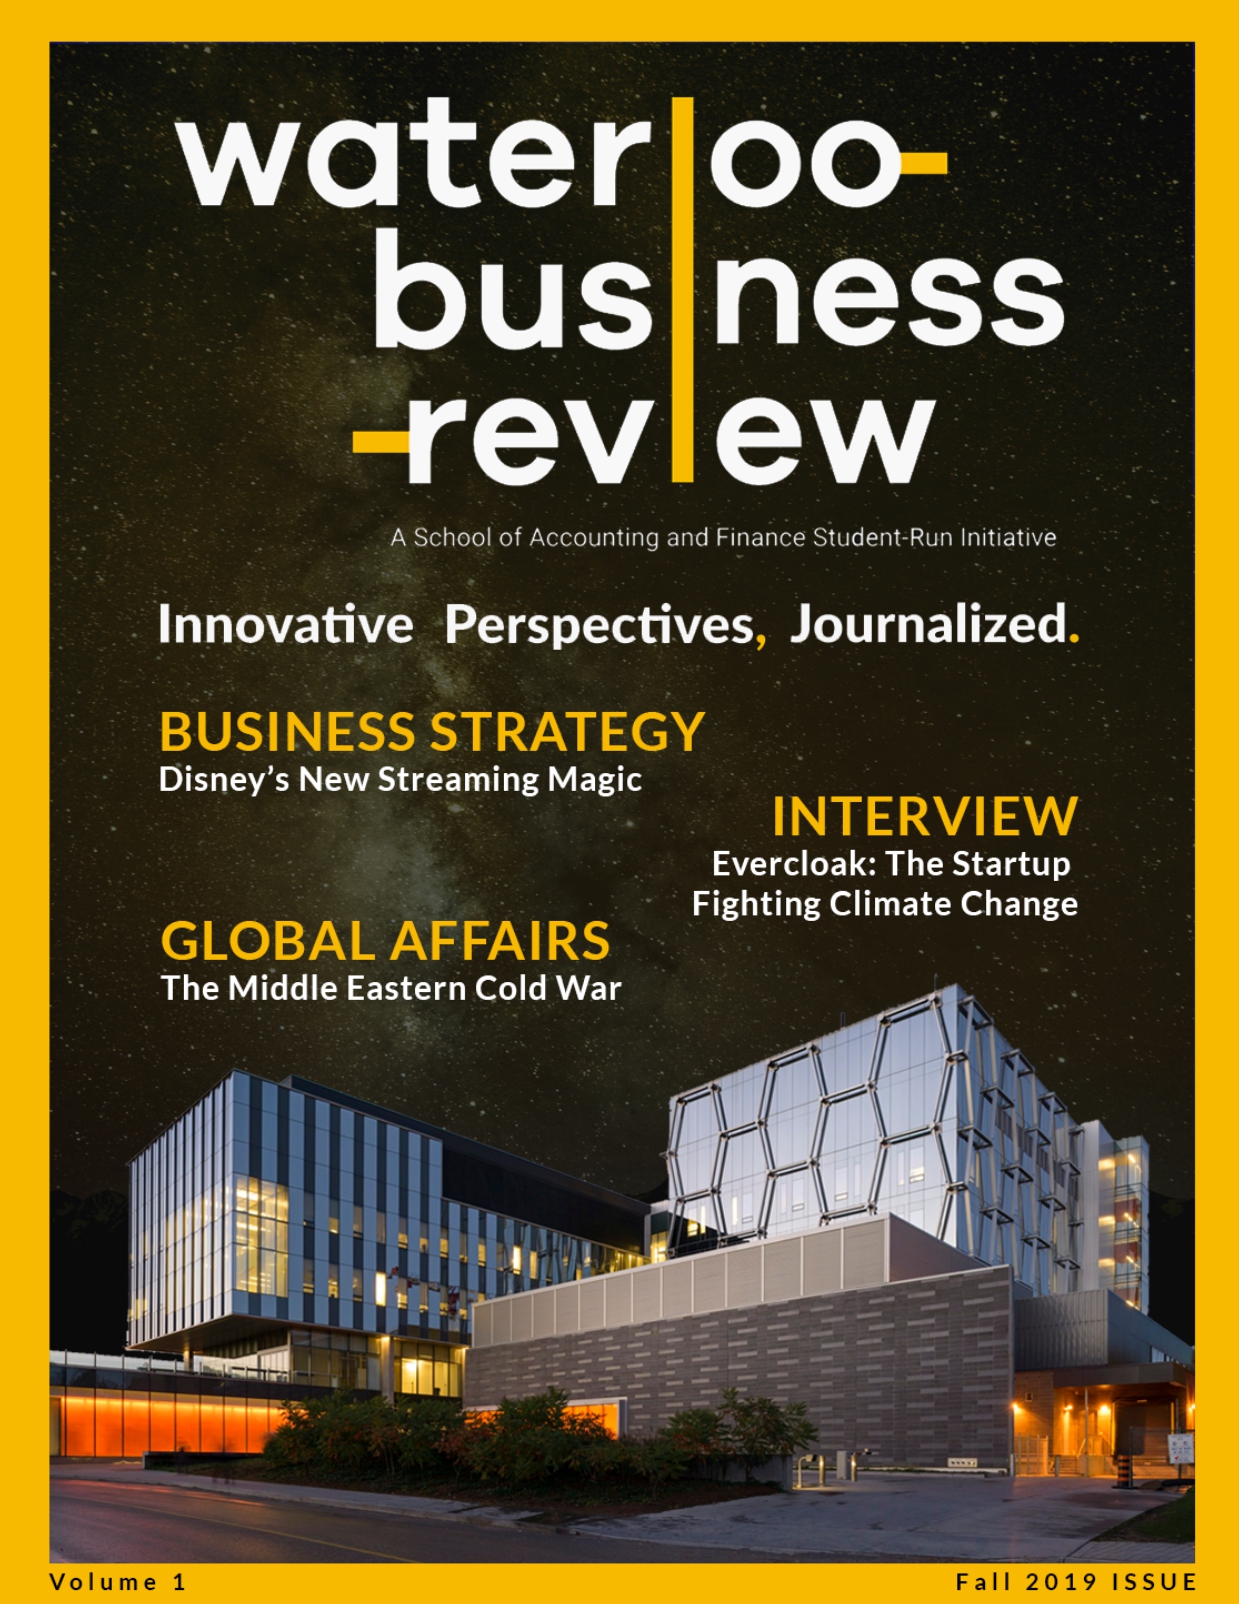 waterloo
business
review
A School of Accounting and Finance Student-Run Initiative
Innovative Perspectives, Journalized.
BUSINESS STRATEGY
Disney’s New Streaming Magic
INTERVIEW
Evercloak: The Startup
Fighting Climate Change
GLOBAL AFFAIRS
The Middle Eastern Cold War
Volume 1
Fall 2019 ISSUE